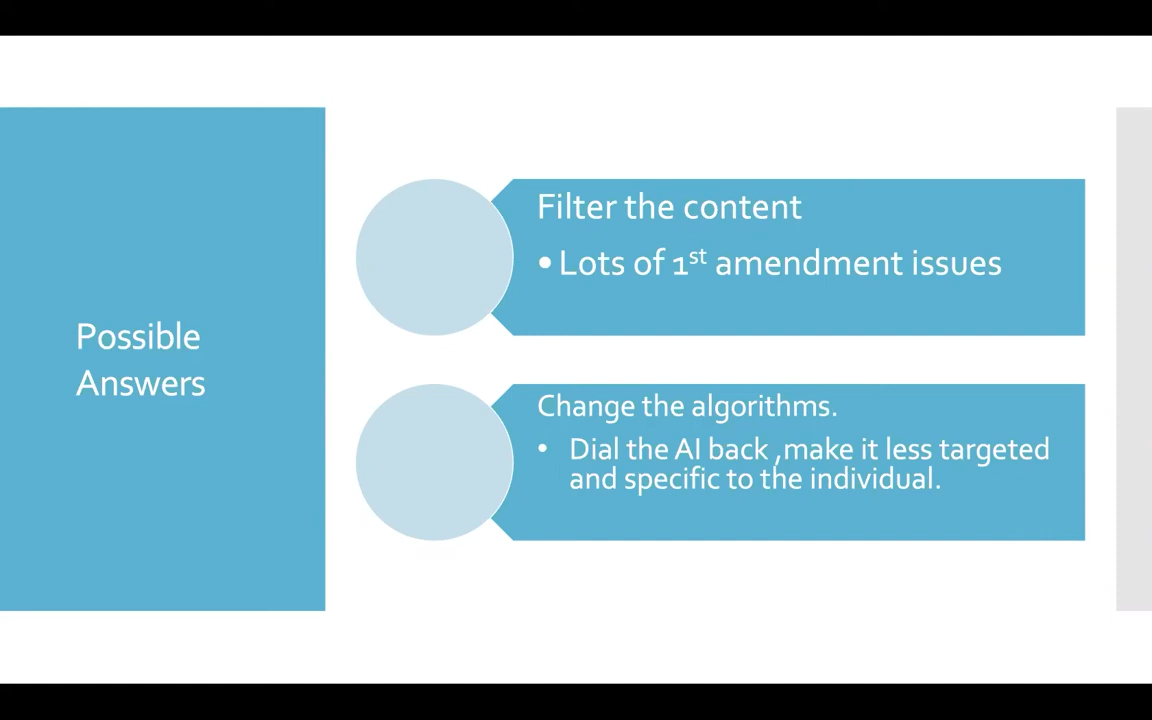 Possible
Answers
Filter the content
• Lots of 1st amendment issues
Change the algorithms.
• Dial the AI back ,make it less targeted
and specific to the individual.